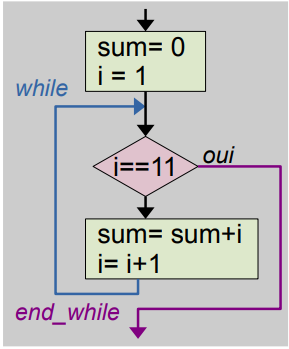 sum= 0
i = 1
while
i==11
oui
sum= sum+i
i= i+1
end_while